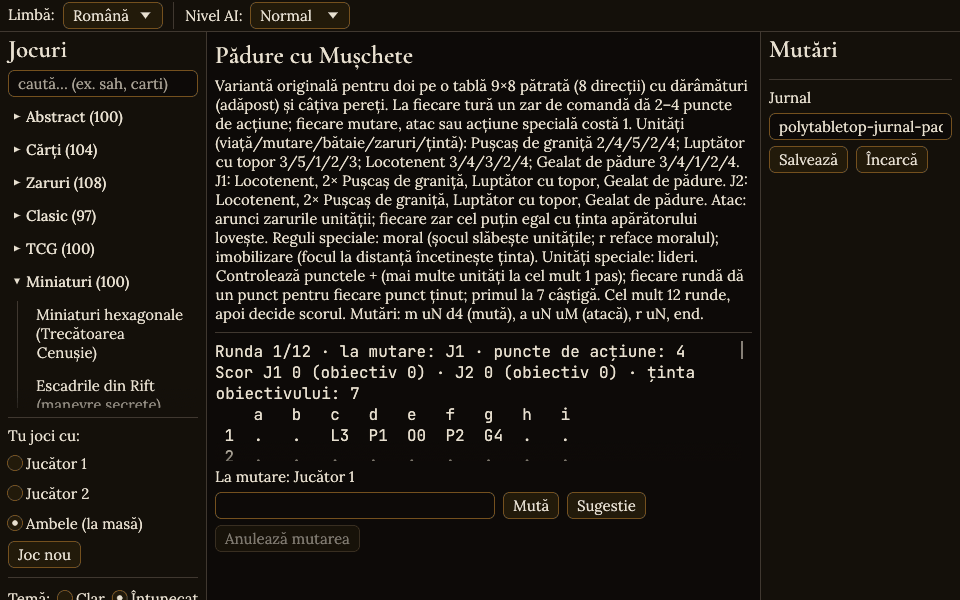 Limbă:
Română
Nivel AI:
Normal
Jocuri
caută... (ex. sah, carti)
Abstract (100)
Cărți (104)
Zaruri (108)
Clasic (97)
TCG (100)
Miniaturi (100)
Miniaturi hexagonale
(Trecătoarea
Cenușie)
Escadrile din Rift
(manevre secrete)
Tu joci cu:
Jucător 1
Jucător 2
Ambele (la masă)
Joc nou
Temă:
Clar
Întunecat
Pădure cu Mușchete
Variantă originală pentru doi pe o tablă 9×8 pătrată (8 direcții) cu dărâmături
(adăpost) și câțiva pereți. La fiecare tură un zar de comandă dă 2–4 puncte
de acțiune; fiecare mutare, atac sau acțiune specială costă 1. Unități
(viață/mutare/bătaie/zaruri/țintă): Pușcaș de graniță 2/4/5/2/4; Luptător
cu topor 3/5/1/2/3; Locotenent 3/4/3/2/4; Gealat de pădure 3/4/1/2/4.
J1: Locotenent, 2× Pușcaș de graniță, Luptător cu topor, Gealat de pădure. J2:
Locotenent, 2× Pușcaș de graniță, Luptător cu topor, Gealat de pădure. Atac:
arunci zarurile unității; fiecare zar cel puțin egal cu ținta apărătorului
lovește. Reguli speciale: moral (șocul slăbește unitățile; r reface moralul);
imobilizare (focul la distanță încetinește ținta). Unități speciale: lideri.
Controlează punctele + (mai multe unități la cel mult 1 pas); fiecare rundă dă
un punct pentru fiecare punct ținut; primul la 7 câștigă. Cel mult 12 runde,
apoi decide scorul. Mutări: m uN d4 (mută), a uN uM (atacă), r uN, end.
Runda 1/12 · la mutare: J1 · puncte de acțiune: 4
Scor J1 0 (obiectiv 0) · J2 0 (obiectiv 0) · ținta
obiectivului: 7
a b c d e f g h i
1 . . L3 P1 O0 P2 G4 . .
2 . . . . . . . . .
La mutare: Jucător 1
Mută
Sugestie
Anulează mutarea
Mutări
Jurnal
polytabletop-jurnal-pad
Salvează
Încarcă